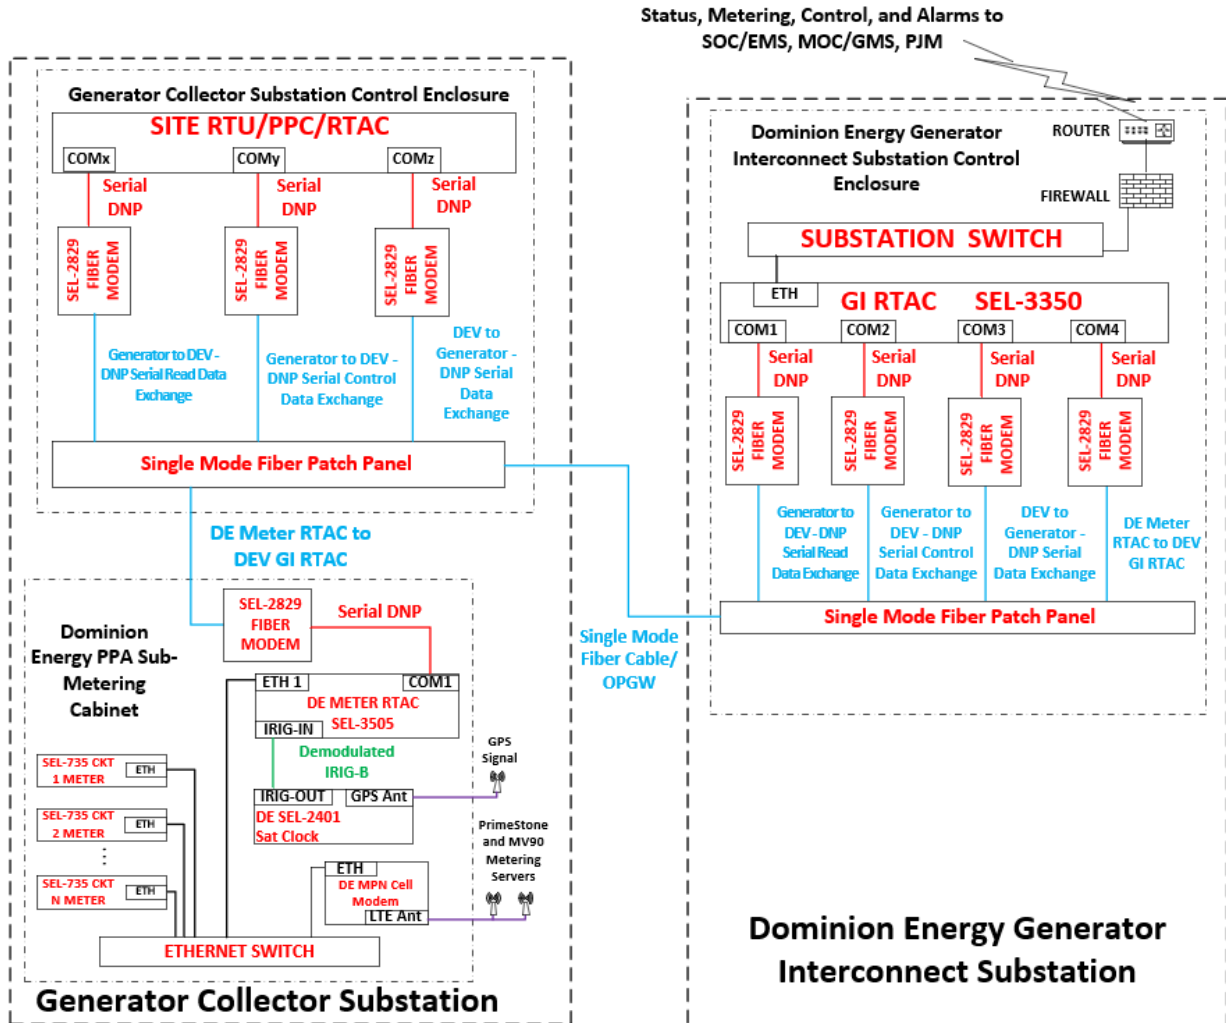 Status, Metering, Control, and Alarms to
SOC/EMS, MOC/GMS, PJM
Generator Collector Substation Control Enclosure
SITE RTU/PPC/RTAC
COMx
COMy
COMz
Serial
DNP
Serial
DNP
Serial
DNP
SEL-2829
FIBER
MODEM
SEL-2829
FIBER
MODEM
SEL-2829
FIBER
MODEM
Generator to DEV -
DNP Serial Read Data
Exchange
Generator to DEV -
DNP Serial Control
Data Exchange
DEV to
Generator -
DNP Serial
Data
Exchange
Single Mode Fiber Patch Panel
DE Meter RTAC to
DEV GI RTAC
Dominion
Energy PPA Sub-
Metering
Cabinet
SEL-2829
FIBER
MODEM
Serial DNP
ETH 1
COM1
DE METER RTAC
SEL-3505
IRIG-IN
Demodulated
IRIG-B
IRIG-OUT
GPS Ant
DE SEL-2401
Sat Clock
GPS
Signal
SEL-735 CKT
1 METER
ETH
SEL-735 CKT
2 METER
ETH
SEL-735 CKT
N METER
ETH
PrimeStone
and MV90
Metering
Servers
ETH
DE MPN Cell
Modem
LTE Ant
ETHERNET SWITCH
Generator Collector Substation
Single Mode
Fiber Cable/
OPGW
Dominion Energy Generator
Interconnect Substation Control
Enclosure
ROUTER
FIREWALL
SUBSTATION SWITCH
ETH
GI RTAC SEL-3350
COM1
COM2
COM3
COM4
Serial
DNP
Serial
DNP
Serial
DNP
Serial
DNP
SEL-2829
FIBER
MODEM
SEL-2829
FIBER
MODEM
SEL-2829
FIBER
MODEM
SEL-2829
FIBER
MODEM
Generator to
DEV - DNP
Serial Read
Data Exchange
Generator to
DEV - DNP
Serial Control
Data Exchange
DEV to
Generator -
DNP Serial
Data Exchange
DE Meter
RTAC to DEV
GI RTAC
Single Mode Fiber Patch Panel
Dominion Energy Generator
Interconnect Substation